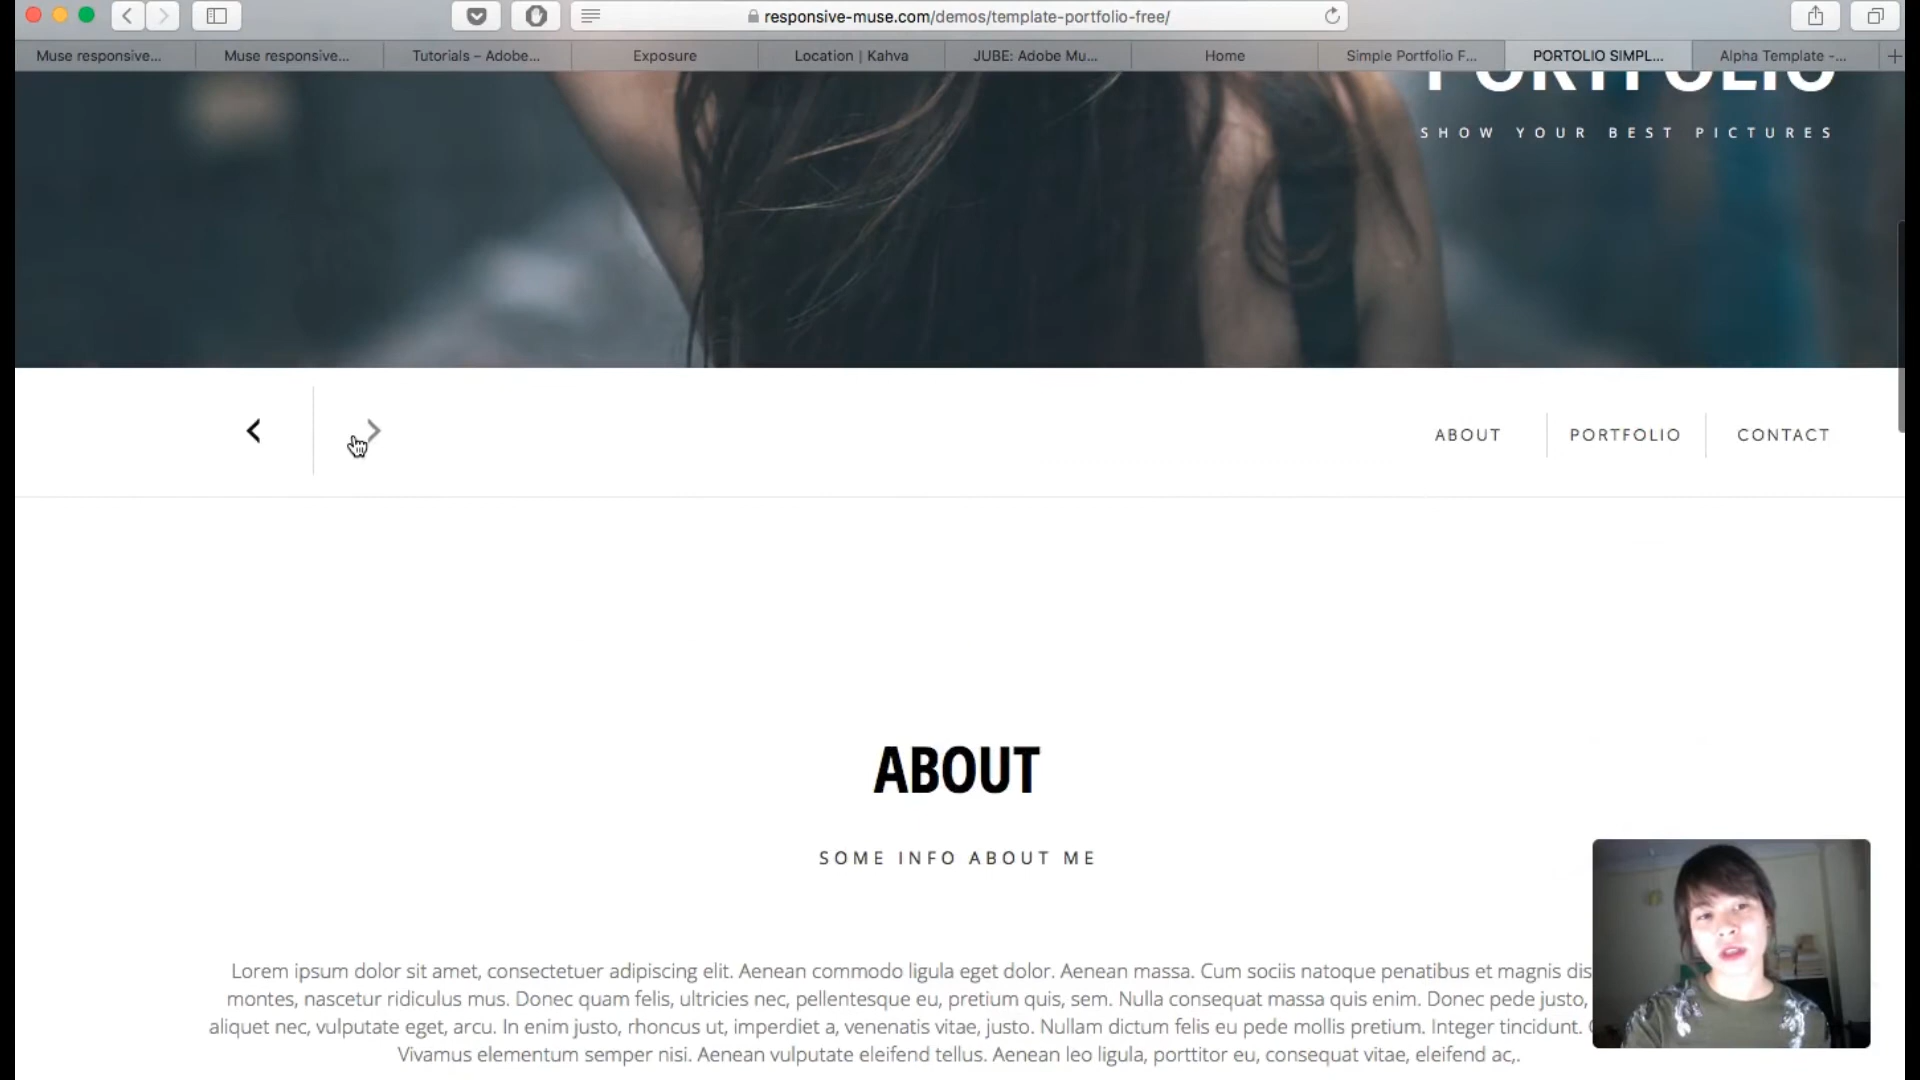 responsive-muse.com/demos/template-portfolio-free/
Muse responsive...
Muse responsive...
Tutorials – Adobe...
Exposure
Location | Kahva
JUBE: Adobe Mu...
Home
Simple Portfolio F...
PORTOLIO SIMPL...
Alpha Template -...
PORTFOLIO
SHOW YOUR BEST PICTURES
ABOUT
PORTFOLIO
CONTACT
ABOUT
SOME INFO ABOUT ME
Lorem ipsum dolor sit amet, consectetuer adipiscing elit. Aenean commodo ligula eget dolor. Aenean massa. Cum sociis natoque penatibus et magnis dis
montes, nascetur ridiculus mus. Donec quam felis, ultricies nec, pellentesque eu, pretium quis, sem. Nulla consequat massa quis enim. Donec pede justo,
aliquet nec, vulputate eget, arcu. In enim justo, rhoncus ut, imperdiet a, venenatis vitae, justo. Nullam dictum felis eu pede mollis pretium. Integer tincidunt.
Vivamus elementum semper nisi. Aenean vulputate eleifend tellus. Aenean leo ligula, porttitor eu, consequat vitae, eleifend ac,.